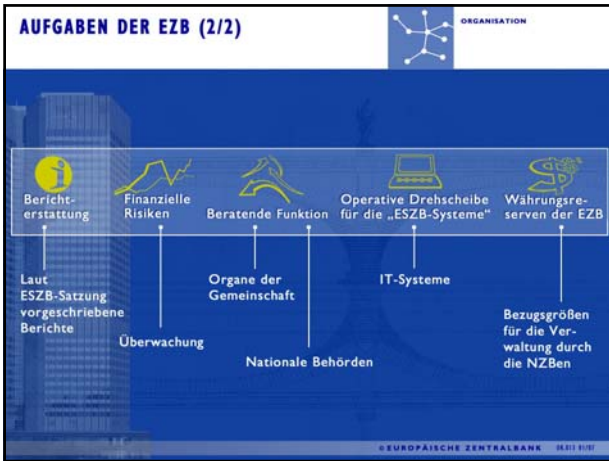 AUFGABEN DER EZB (2/2)
ORGANISATION
Bericht-
erstattung
Finanzielle
Risiken
Beratende Funktion
Operative Drehscheibe
für die „ESZB-Systeme“
Währungsre-
serven der EZB
Laut
ESZB-Satzung
vorgeschriebene
Berichte
Überwachung
Organe der
Gemeinschaft
Nationale Behörden
IT-Systeme
Bezugsgrößen
für die Ver-
waltung durch
die NZBen
© EUROPÄISCHE ZENTRALBANK